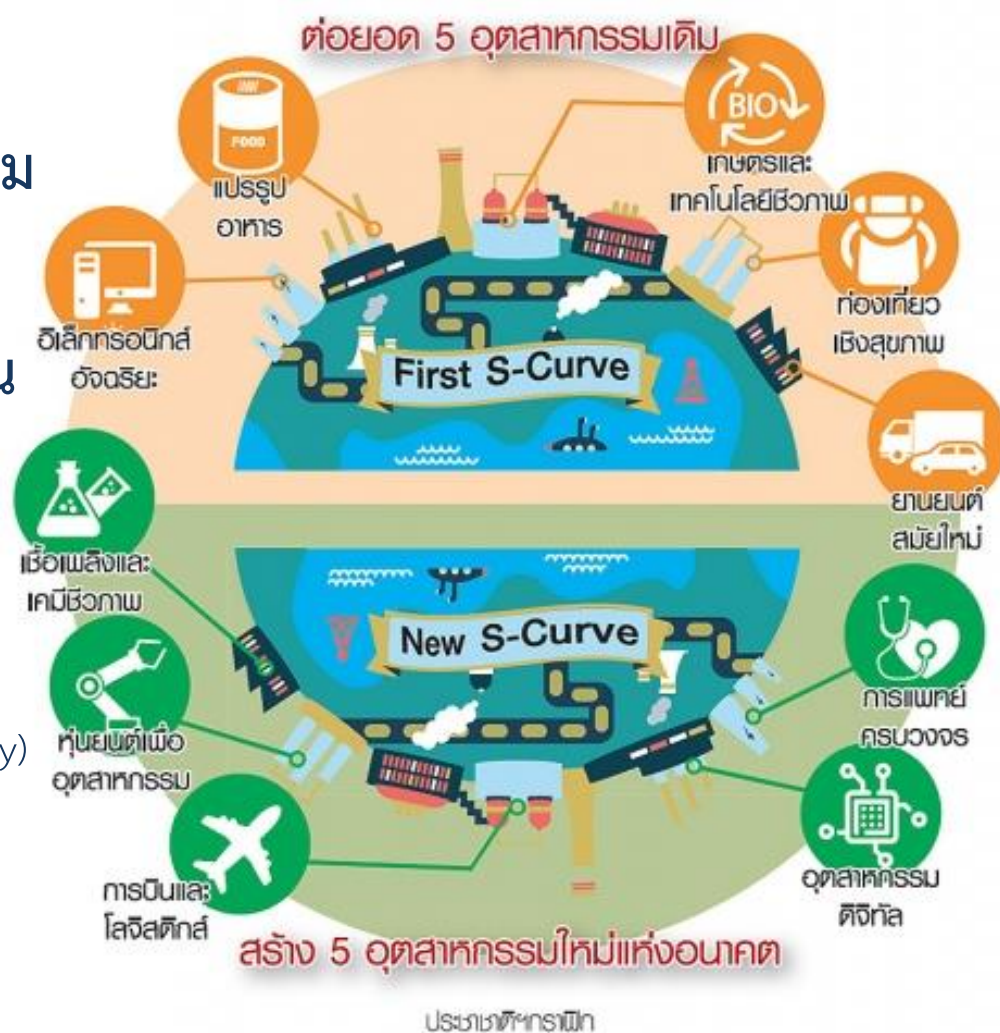 ต่อยอด 5 อุตสาหกรรมเดิม
ม
น
y)
FOOD
แปรรูป
อาหาร
BIO
เกษตรและ
เทคโนโลยีชีวภาพ
อิเล็กทรอนิกส์
อัจฉริยะ
ท่องเที่ยว
เชิงสุขภาพ
First S-Curve
ยานยนต์
สมัยใหม่
เชื้อเพลิงและ
เคมีชีวภาพ
New S-Curve
การแพทย์
ครบวงจร
หุ่นยนต์เพื่อ
อุตสาหกรรม
อุตสาหกรรม
ดิจิทัล
การบินและ
โลจิสติกส์
สร้าง 5 อุตสาหกรรมใหม่แห่งอนาคต
ประชาชาติฯกราฟิก